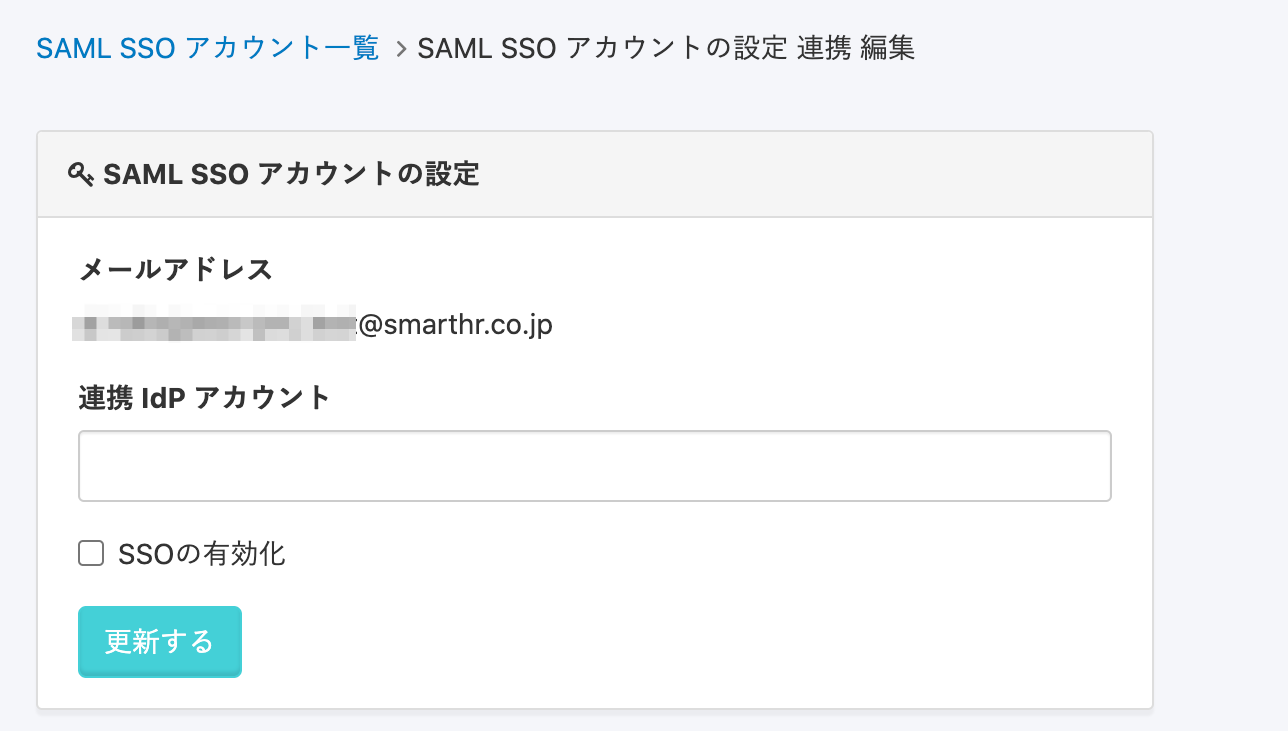 SAML SSO アカウント一覧 > SAML SSO アカウントの設定 連携 編集
SAML SSO アカウントの設定
メールアドレス
@smarthr.co.jp
連携 IdP アカウント
SSOの有効化
更新する